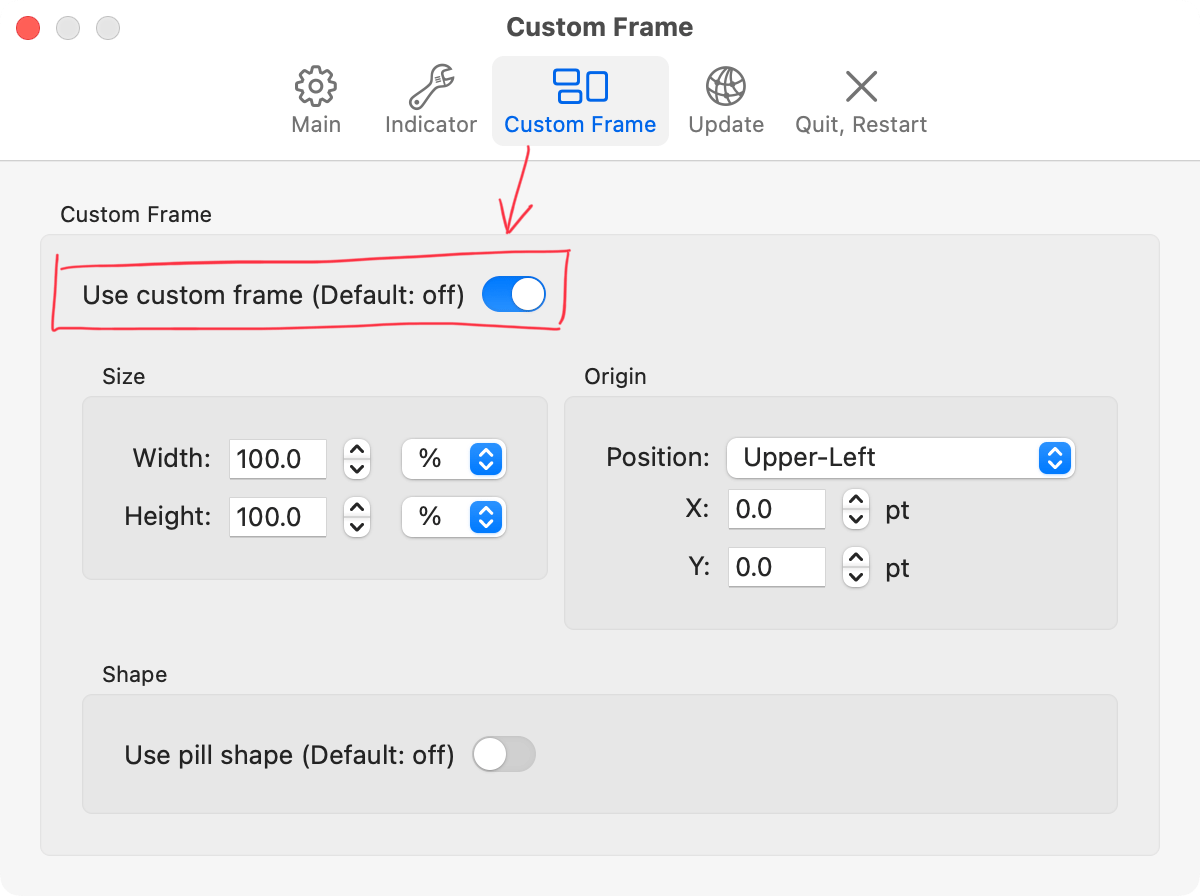 Custom Frame
Main Indicator Custom Frame Update Quit, Restart
Custom Frame
Use custom frame (Default: off)
Size
Width: 100.0 %
Height: 100.0 %
Origin
Position: Upper-Left
X: 0.0 pt
Y: 0.0 pt
Shape
Use pill shape (Default: off)